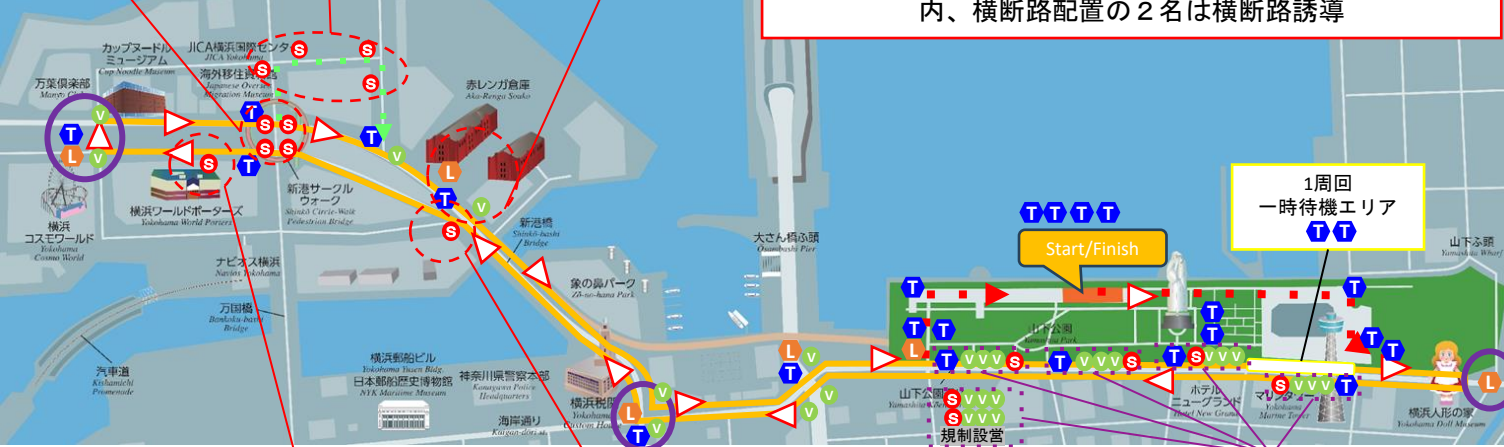 内、横断路配置の２名は横断路誘導
カップヌードル
ミュージアム
Cup Noodle Museum
JICA横浜国際センター
JICA Yokohama
海外移住資料館
Japanese Overseas
Migration Museum
万葉倶楽部
Manyo Club
赤レンガ倉庫
Aka-Renga Souko
S
S
S
S
T
S
S
S
S
T
T
V
T
L
V
V
S
L
T
V
S
新港サークル
ウォーク
Shinkō Circle-Walk
Pedestrian Bridge
横浜ワールドポーターズ
Yokohama World Porters
横浜
コスモワールド
Yokohama
Cosmo World
新港橋
Shinkō-bashi
Bridge
ナビオス横浜
Navios Yokohama
万国橋
Bankoku-bashi
Bridge
汽車道
Kishamichi
Promenade
象の鼻パーク
Zō-no-hana Park
大さん橋ふ頭
Osanbashi Pier
横浜郵船ビル
Yokohama Yusen Bldg.
日本郵船歴史博物館
NYK Maritime Museum
神奈川県警察本部
Kanagawa Police
Headquarters
海岸通り
Kaigan-dori st.
横浜税関
Yokohama
Custom House
L
T
V
V
L
T
V
V
V
1周回
一時待機エリア
T T
T T T T
Start/Finish
山下ふ頭
Yamashita Wharf
T
T
T
L
T
T
T
T
T
山下公園
Yamashita Park
T V V V S
T V V V S
T S V V V
S V V V T
S V V V
S V V V
規制設営
山下公園
ホテル
ニューグランド
Hotel New Grand
マリンタワー
Yokohama
Marine Tower
横浜人形の家
Yokohama Doll Museum
L